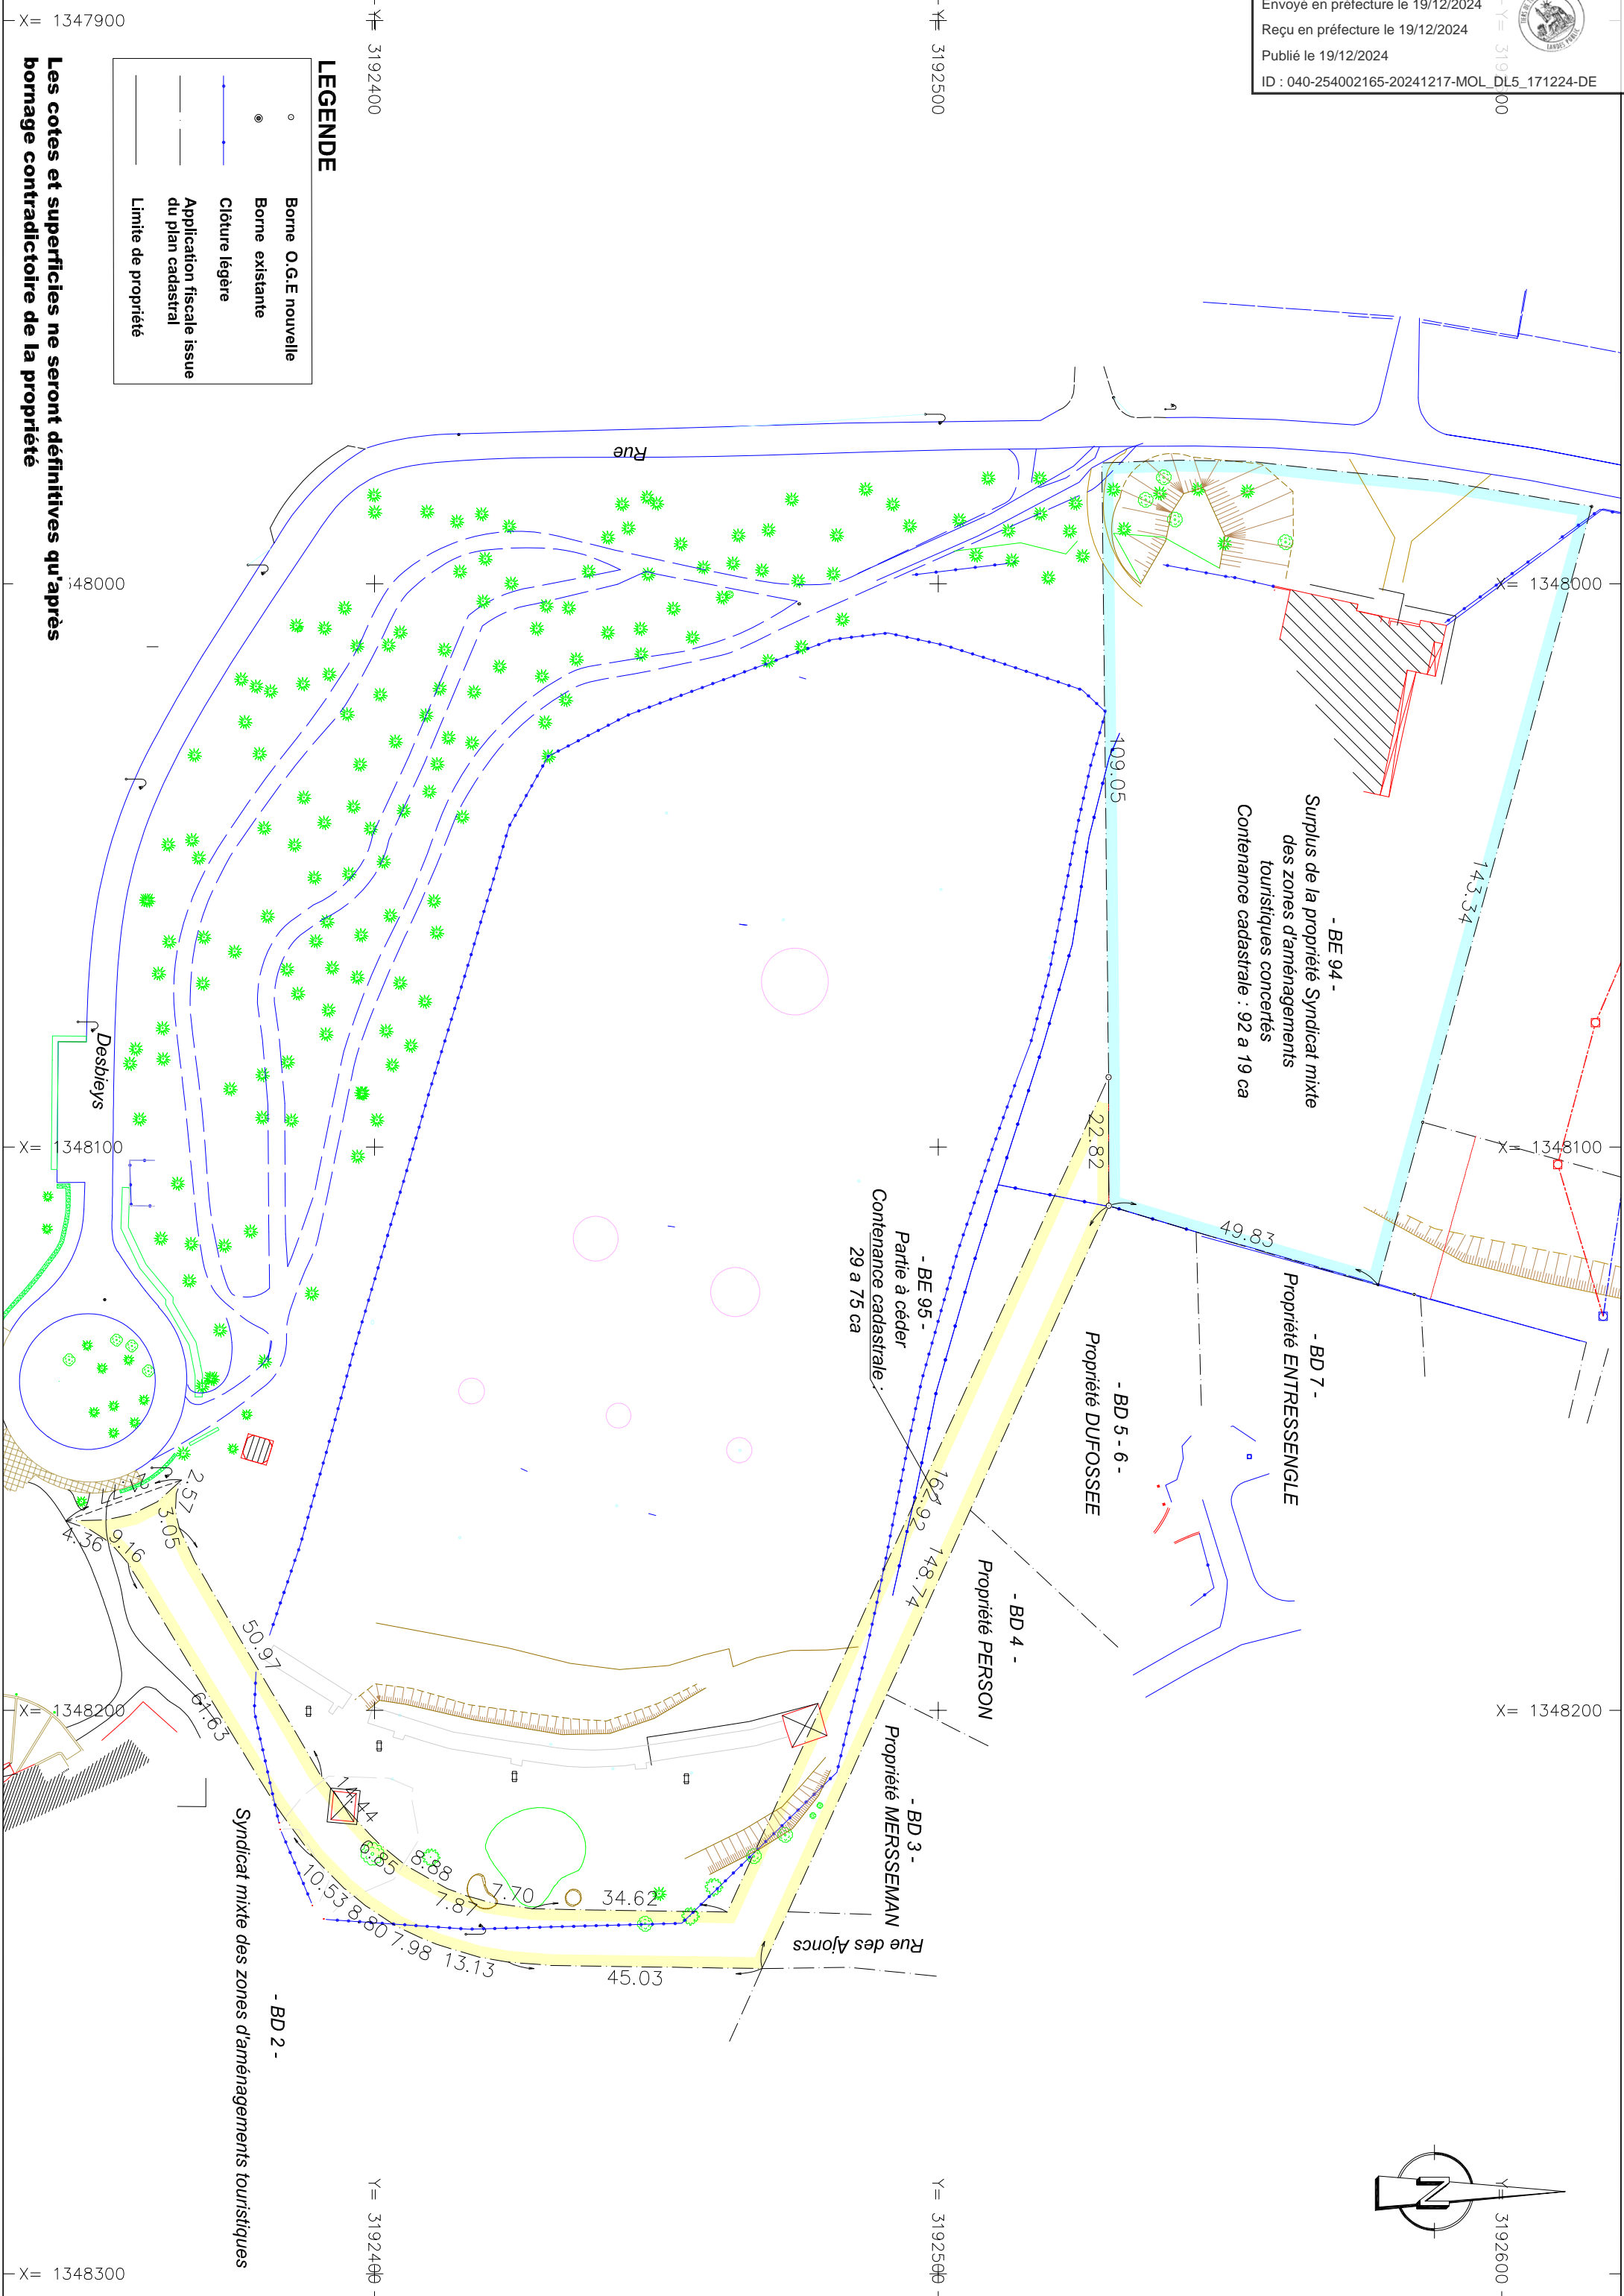 Envoyé en préfecture le 19/12/2024
Reçu en préfecture le 19/12/2024
Publié le 19/12/2024
ID : 040-254002165-20241217-MOL_DL5_171224-DE
X= 1347900
Y= 3192400
Y= 3192500
LEGENDE
Borne O.G.E nouvelle
Borne existante
Clôture légère
Application fiscale issue
du plan cadastral
Limite de propriété
Les cotes et superficies ne seront définitives qu'après
bornage contradictoire de la propriété
Rue
X= 1348000
109.05
143.34
- BE 94 -
Surplus de la propriété Syndicat mixte
des zones d'aménagements
touristiques concertés
Contenance cadastrale : 92 a 19 ca
Desbieys
X= 1348100
X= 1348100
22.82
49.83
- BE 95 -
Partie à céder
Contenance cadastrale :
29 a 75 ca
- BD 7 -
Propriété ENTRESSENGLE
- BD 5 - 6 -
Propriété DUFOSSEE
162.92
148.74
- BD 4 -
Propriété PERSON
- BD 3 -
Propriété MERSSEMAN
Rue des Ajoncs
2.57
3.05
4.36
9.16
50.97
61.63
X= 1348200
X= 1348200
14.44
6.85
8.88
7.87
7.70
34.62
10.53
8.80
7.98
13.13
45.03
- BD 2 -
Syndicat mixte des zones d'aménagements touristiques
N
Y= 3192400
Y= 3192500
Y= 3192600
X= 1348300